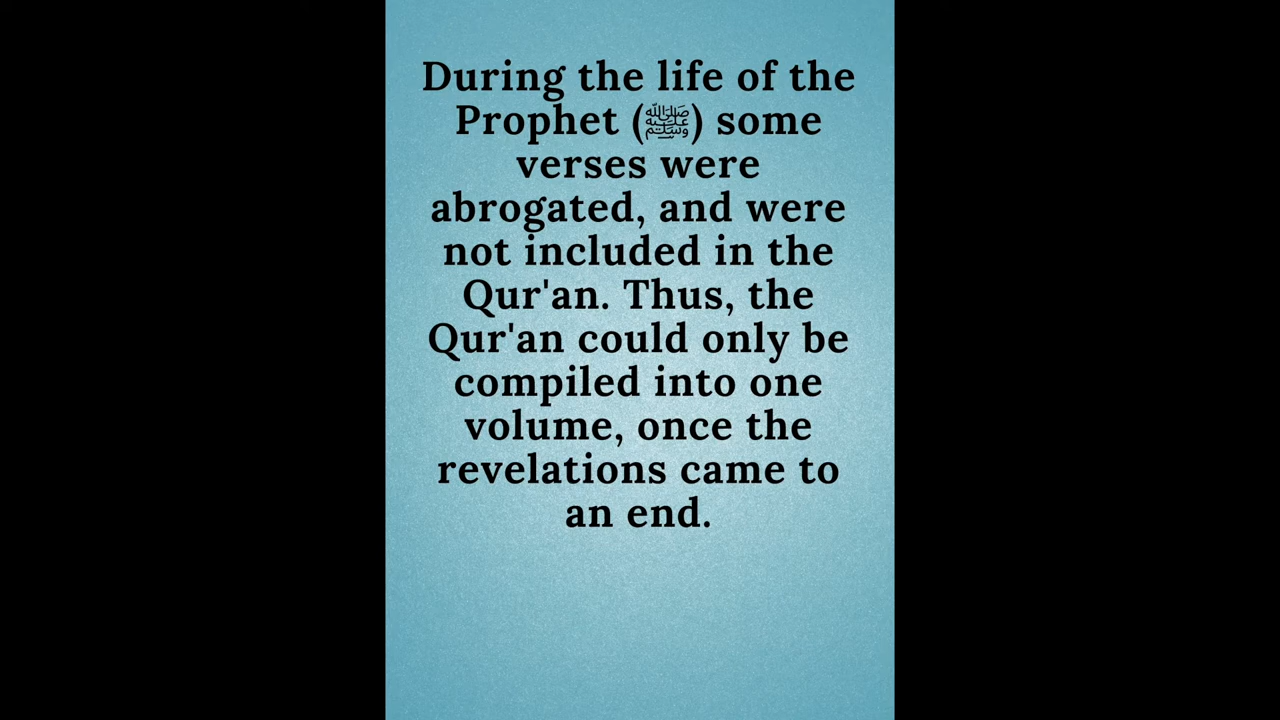 During the life of the
Prophet (ﷺ) some
verses were
abrogated, and were
not included in the
Qur'an. Thus, the
Qur'an could only be
compiled into one
volume, once the
revelations came to
an end.